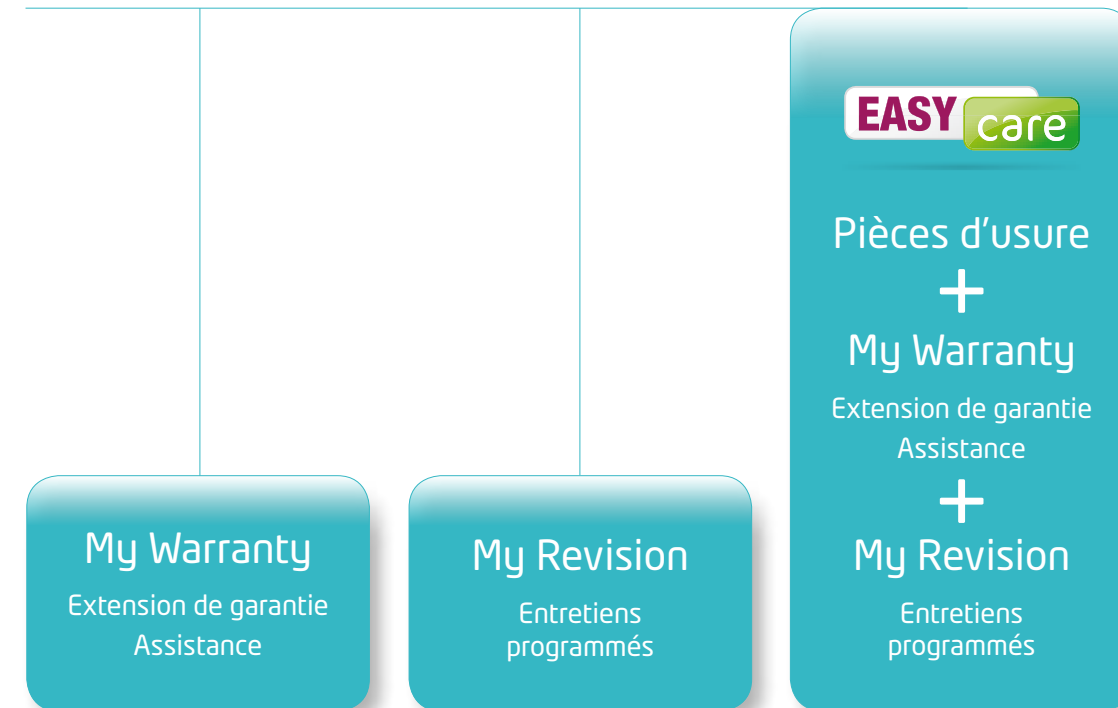 My Warranty
Extension de garantie
Assistance
My Revision
Entretiens
programmés
EASY care
Pièces d'usure
+
My Warranty
Extension de garantie
Assistance
+
My Revision
Entretiens
programmés